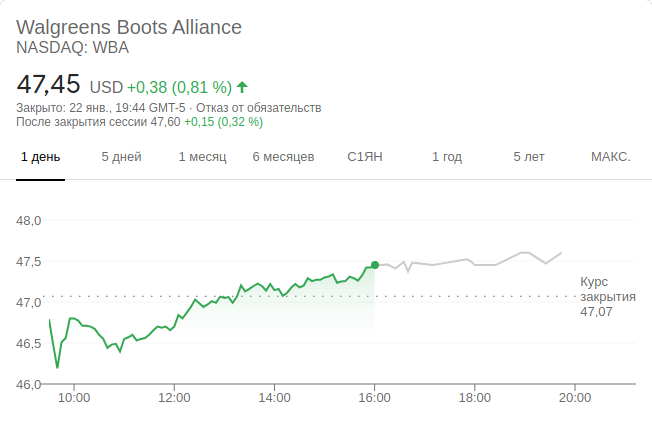 Walgreens Boots Alliance
NASDAQ: WBA
47,45 USD +0,38 (0,81 %)
Закрыто: 22 янв., 19:44 GMT-5 · Отказ от обязательств
После закрытия сессии 47,60 +0,15 (0,32 %)
1 день 5 дней 1 месяц 6 месяцев С1ЯН 1 год 5 лет МАКС.
48,0
47,5
Курс
закрытия
47,07
47,0
46,5
46,0
10:00 12:00 14:00 16:00 18:00 20:00